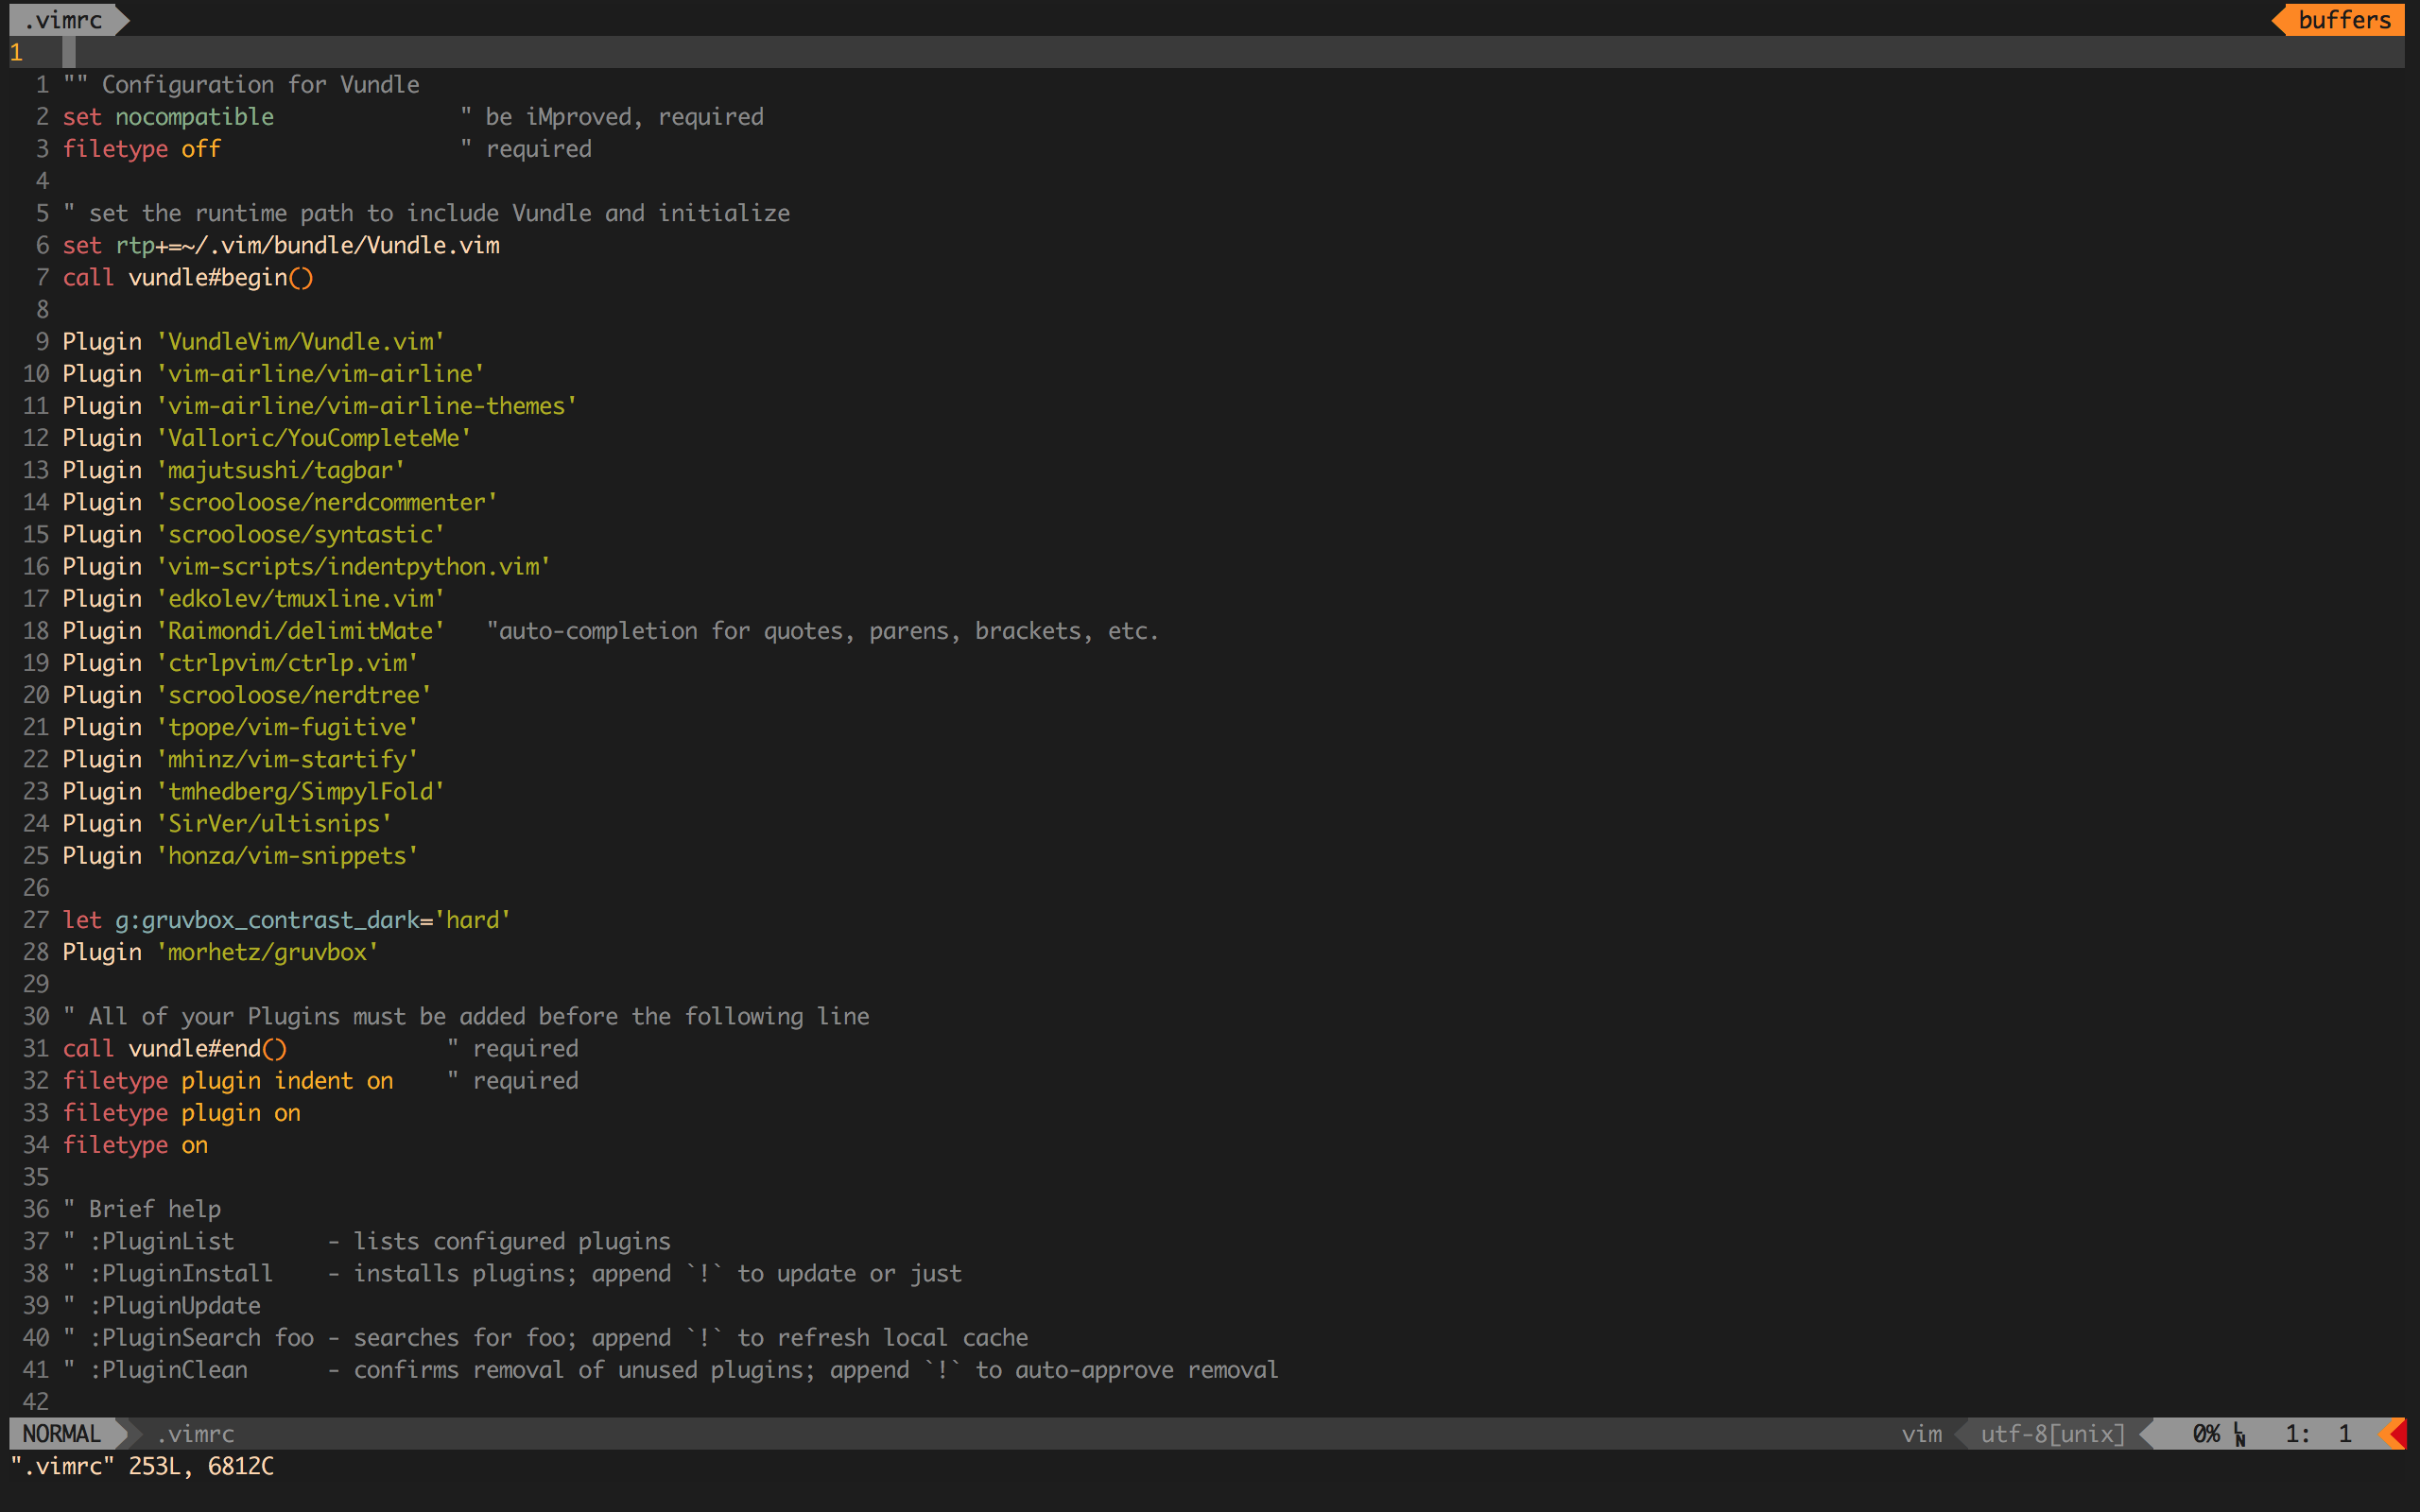 .vimrc buffers
1
1 "" Configuration for Vundle
2 set nocompatible " be iMproved, required
3 filetype off " required
4
5 " set the runtime path to include Vundle and initialize
6 set rtp+=~/.vim/bundle/Vundle.vim
7 call vundle#begin()
8
9 Plugin 'VundleVim/Vundle.vim'
10 Plugin 'vim-airline/vim-airline'
11 Plugin 'vim-airline/vim-airline-themes'
12 Plugin 'Valloric/YouCompleteMe'
13 Plugin 'majutsushi/tagbar'
14 Plugin 'scrooloose/nerdcommenter'
15 Plugin 'scrooloose/syntastic'
16 Plugin 'vim-scripts/indentpython.vim'
17 Plugin 'edkolev/tmuxline.vim'
18 Plugin 'Raimondi/delimitMate' "auto-completion for quotes, parens, brackets, etc.
19 Plugin 'ctrlpvim/ctrlp.vim'
20 Plugin 'scrooloose/nerdtree'
21 Plugin 'tpope/vim-fugitive'
22 Plugin 'mhinz/vim-startify'
23 Plugin 'tmhedberg/SimpylFold'
24 Plugin 'SirVer/ultisnips'
25 Plugin 'honza/vim-snippets'
26
27 let g:gruvbox_contrast_dark='hard'
28 Plugin 'morhetz/gruvbox'
29
30 " All of your Plugins must be added before the following line
31 call vundle#end() " required
32 filetype plugin indent on " required
33 filetype plugin on
34 filetype on
35
36 " Brief help
37 " :PluginList - lists configured plugins
38 " :PluginInstall - installs plugins; append `!` to update or just
39 " :PluginUpdate
40 " :PluginSearch foo - searches for foo; append `!` to refresh local cache
41 " :PluginClean - confirms removal of unused plugins; append `!` to auto-approve removal
42
NORMAL .vimrc vim utf-8[unix] 0% LN 1: 1
".vimrc" 253L, 6812C